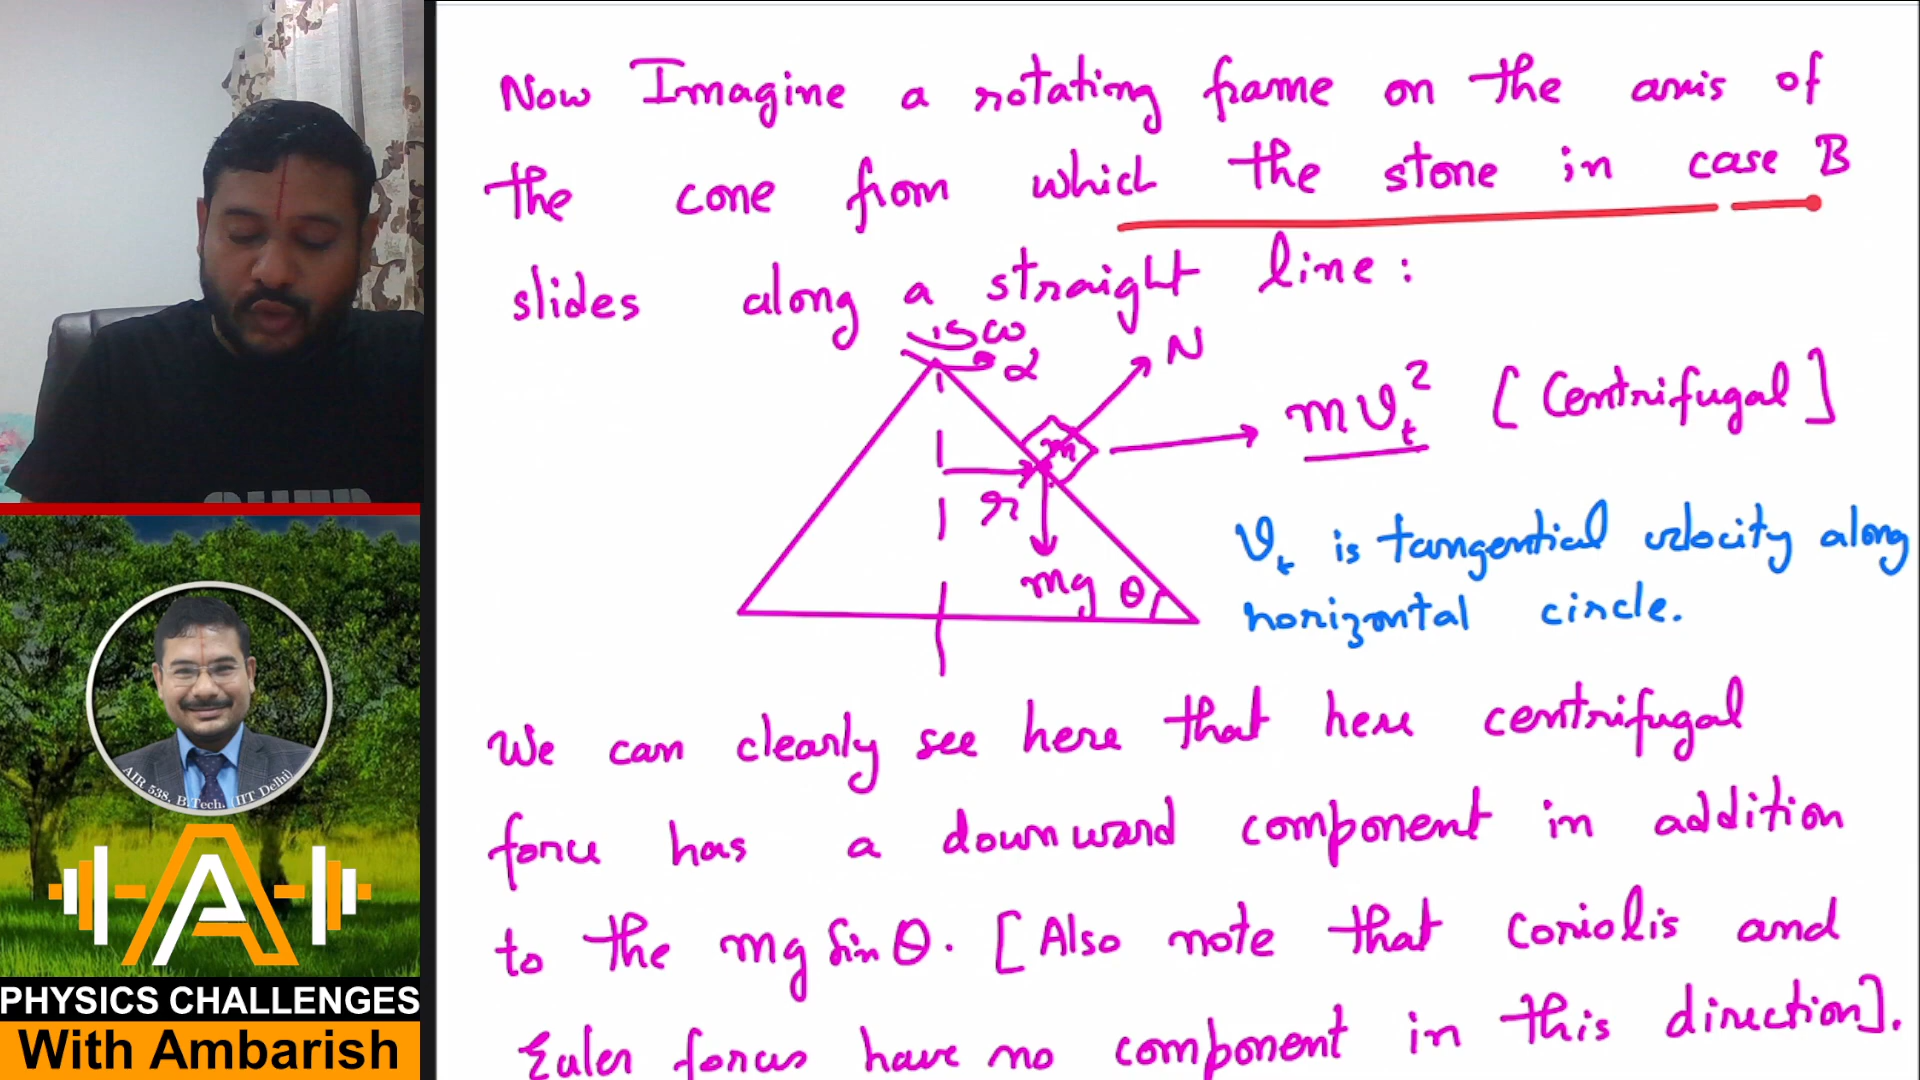 Now Imagine a rotating frame on the axis of
the cone from which the stone in case B
slides along a straight line:
ω
α
N
m
mv_t² [Centrifugal]
r
mg
θ
v_t is tangential velocity along
horizontal circle.
We can clearly see here that here centrifugal
force has a downward component in addition
to the mg sin θ. [Also note that coriolis and
Euler forces have no component in this direction].
AIR 538, B.Tech. (IIT Delhi)
PHYSICS CHALLENGES
With Ambarish